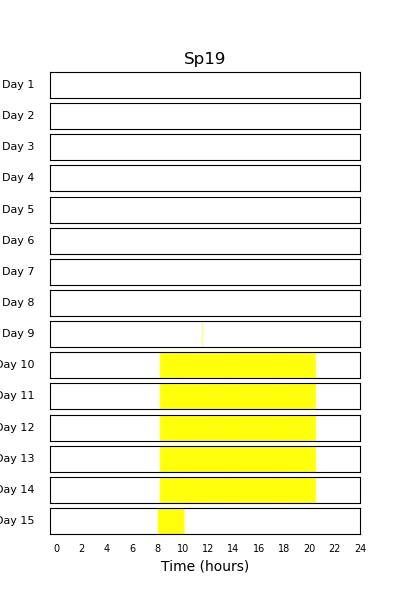 Sp19
Day 1
Day 2
Day 3
Day 4
Day 5
Day 6
Day 7
Day 8
Day 9
Day 10
Day 11
Day 12
Day 13
Day 14
Day 15
0 2 4 6 8 10 12 14 16 18 20 22 24
Time (hours)